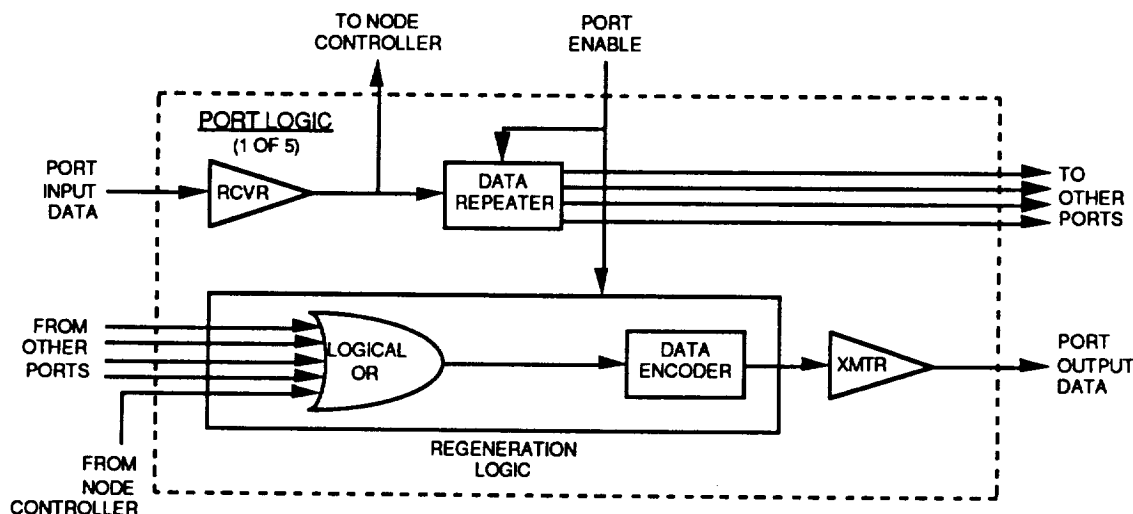 TO NODE
CONTROLLER
PORT
ENABLE
PORT LOGIC
(1 OF 5)
PORT
INPUT
DATA
RCVR
DATA
REPEATER
TO
OTHER
PORTS
FROM
OTHER
PORTS
LOGICAL
OR
DATA
ENCODER
XMTR
PORT
OUTPUT
DATA
REGENERATION
LOGIC
FROM
NODE
CONTROLLER